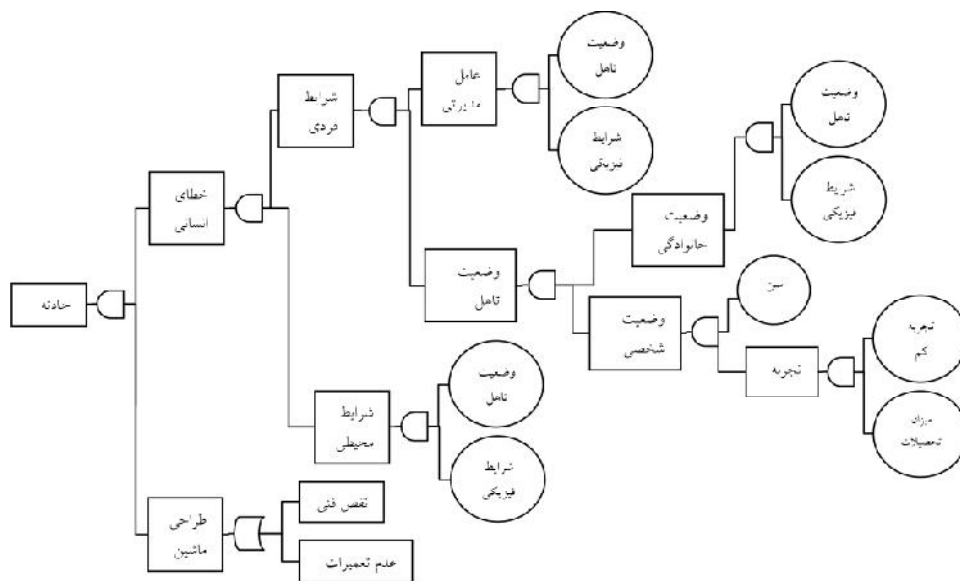 وضعیت
تاهل
شرایط
فیزیکی
عامل
مدیریتی
شرایط
فردی
وضعیت
تاهل
شریط
فیزیکی
خطای
انسانی
وضعیت
خانوادگی
وضعیت
تاهل
سن
وضعیت
شخصی
حادثه
تجربه
کم
تجربه
میزان
تحصیلات
وضعیت
تاهل
شرایط
محیطی
شرایط
فیزیکی
نقص فنی
طراحی
ماشین
عدم تعمیرات